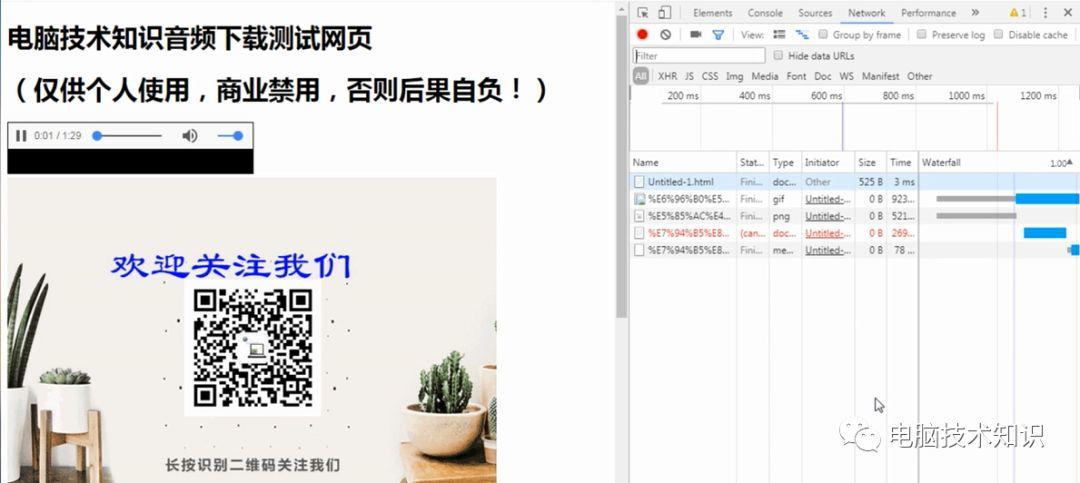 电脑技术知识音频下载测试网页
（仅供个人使用，商业禁用，否则后果自负！）
0:01 / 1:29
欢迎关注我们
长按识别二维码关注我们
Elements Console Sources Network Performance » 1
View: Group by frame Preserve log Disable cache
Filter Hide data URLs
All XHR JS CSS Img Media Font Doc WS Manifest Other
200 ms 400 ms 600 ms 800 ms 1000 ms 1200 ms
Name Stat... Type Initiator Size Time Waterfall 1.00
Untitled-1.html Fini... doc... Other 525 B 3 ms
%E6%96%B0%E5... Fini... gif Untitled-... 0 B 923...
%E5%85%AC%E4... Fini... png Untitled-... 0 B 521...
%E7%94%B5%E8... (can... doc... Untitled-... 0 B 269...
%E7%94%B5%E8... Fini... me... Untitled-... 0 B 78 ...
电脑技术知识